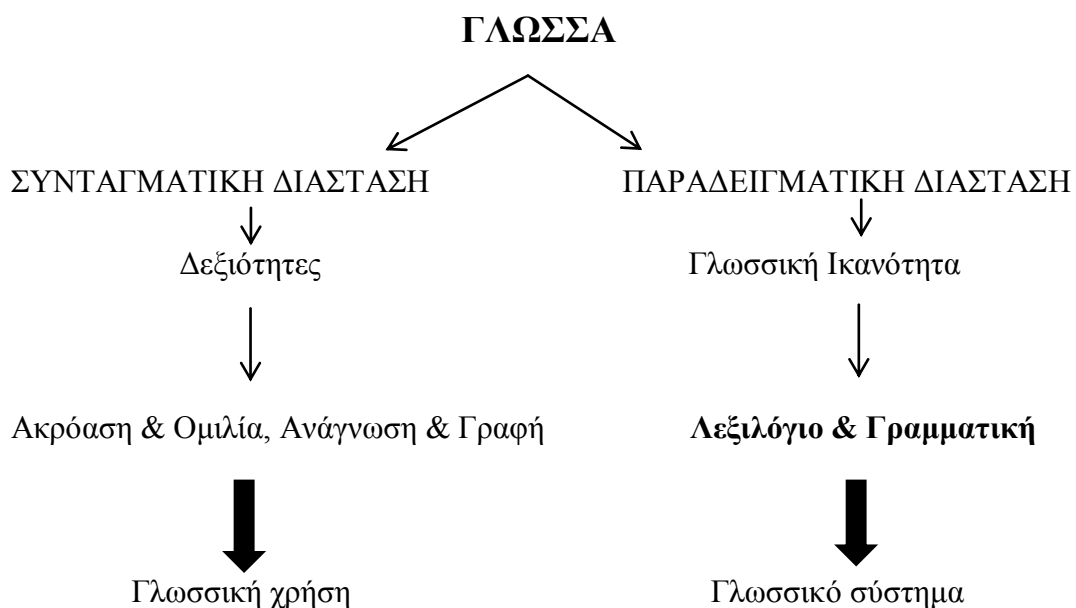 ΓΛΩΣΣΑ
ΣΥΝΤΑΓΜΑΤΙΚΗ ΔΙΑΣΤΑΣΗ ΠΑΡΑΔΕΙΓΜΑΤΙΚΗ ΔΙΑΣΤΑΣΗ
Δεξιότητες Γλωσσική Ικανότητα
Ακρόαση & Ομιλία, Ανάγνωση & Γραφή Λεξιλόγιο & Γραμματική
Γλωσσική χρήση Γλωσσικό σύστημα